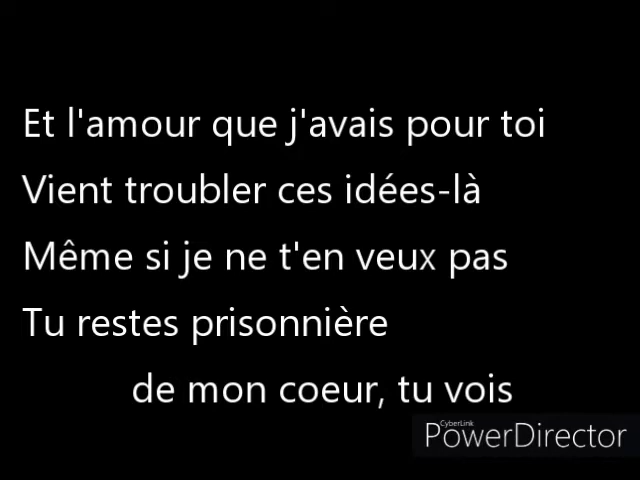 Et l'amour que j'avais pour toi
Vient troubler ces idées-là
Même si je ne t'en veux pas
Tu restes prisonnière
de mon coeur, tu vois
CyberLink
PowerDirector